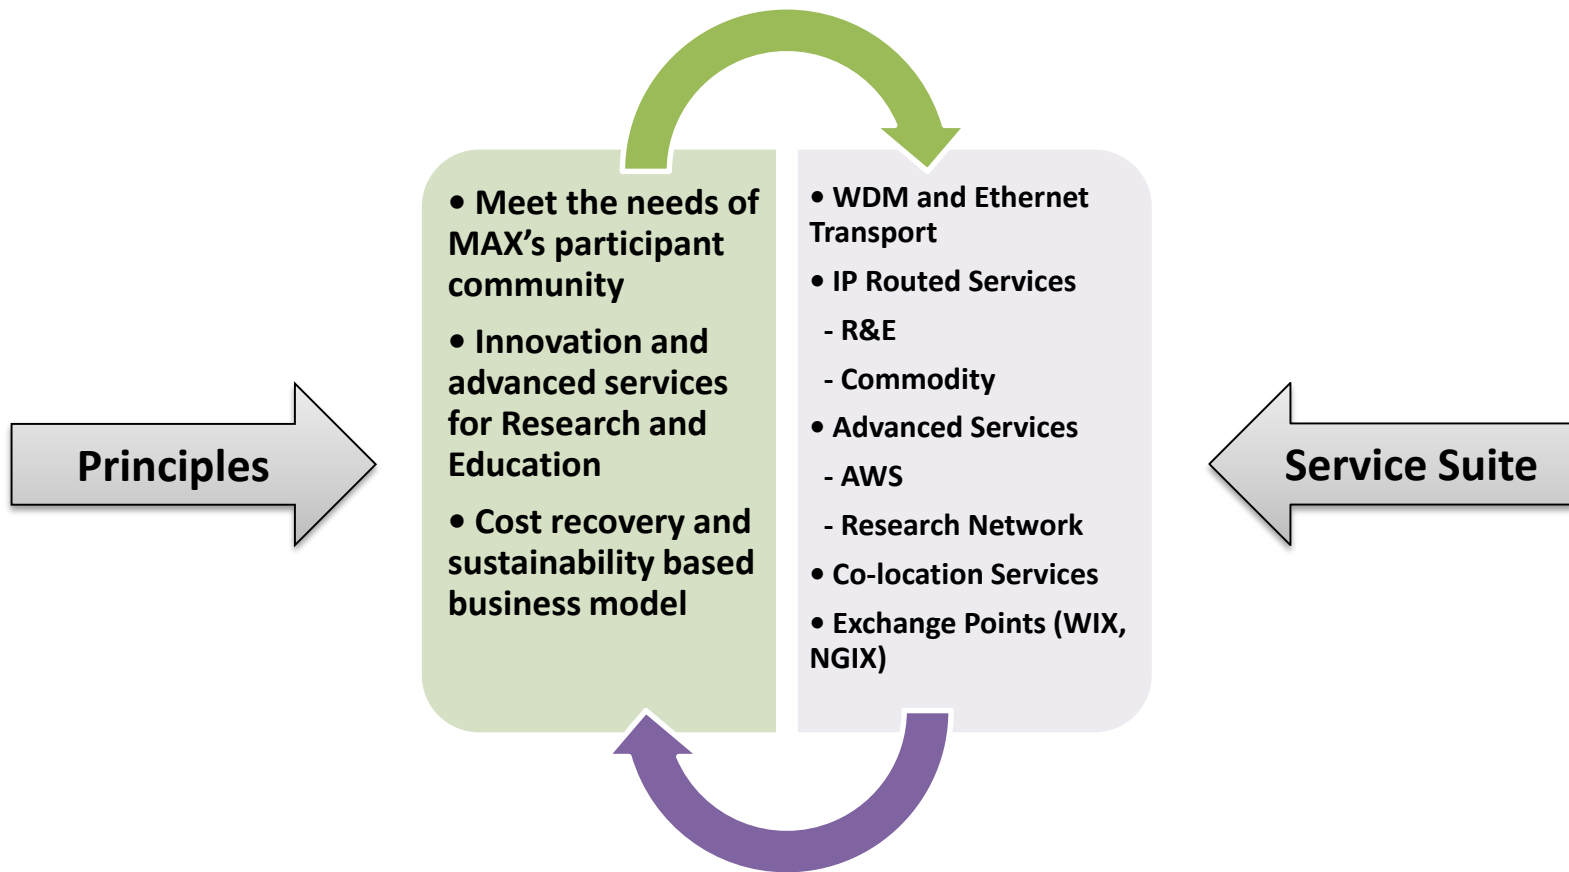 Principles
• Meet the needs of
MAX’s participant
community
• Innovation and
advanced services
for Research and
Education
• Cost recovery and
sustainability based
business model
• WDM and Ethernet
Transport
• IP Routed Services
- R&E
- Commodity
• Advanced Services
- AWS
- Research Network
• Co-location Services
• Exchange Points (WIX,
NGIX)
Service Suite